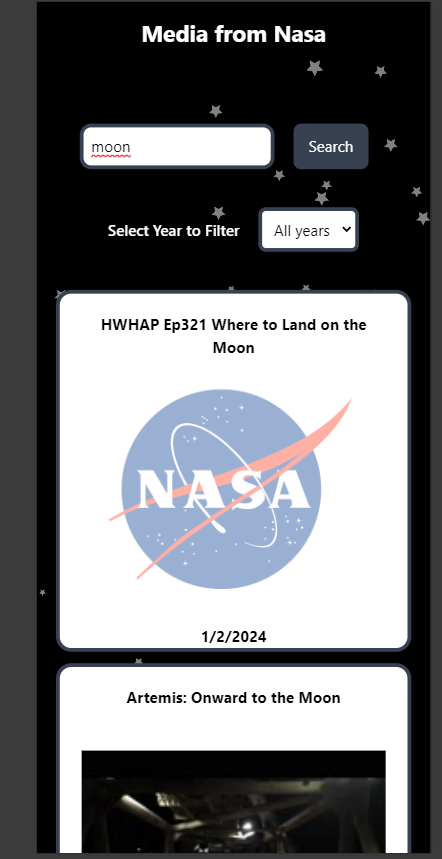 Media from Nasa
moon
Search
Select Year to Filter
All years
HWHAP Ep321 Where to Land on the
Moon
NASA
1/2/2024
Artemis: Onward to the Moon